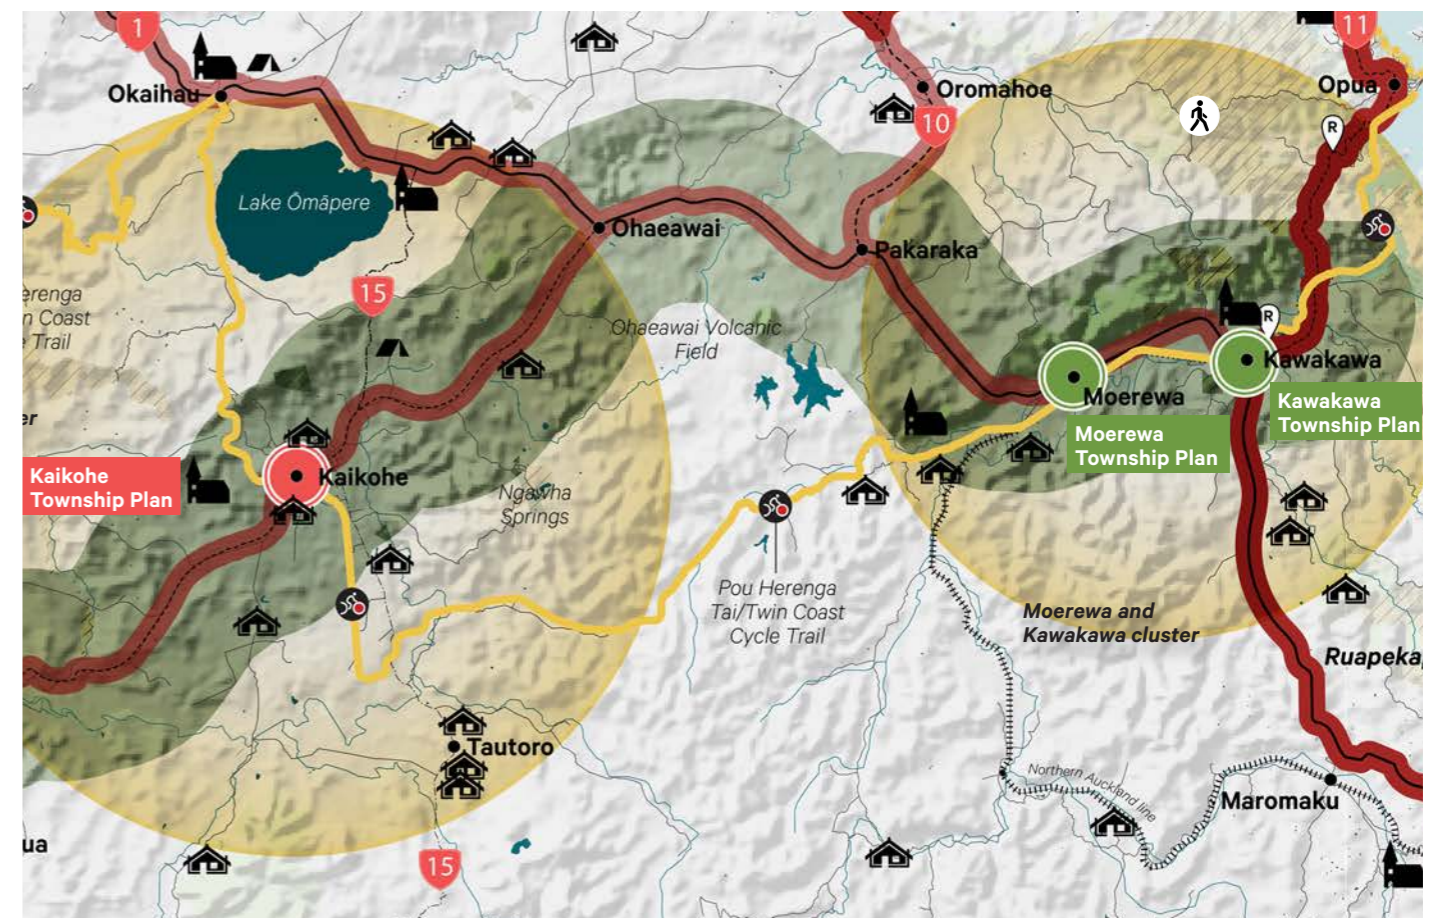 1
11
Okaihau
Oromahoe
Opua
10
R
Lake Ōmāpere
Ohaeawai
Pakaraka
15
erenga
n Coast
e Trail
Ohaeawai Volcanic
Field
R
Kawakawa
Moerewa
Kawakawa
Township Plan
er
Moerewa
Township Plan
Kaikohe
Township Plan
Kaikohe
Ngawha
Springs
Pou Herenga
Tai/Twin Coast
Cycle Trail
Moerewa and
Kawakawa cluster
Ruapeka
Tautoro
Northern Auckland line
Maromaku
ua
15